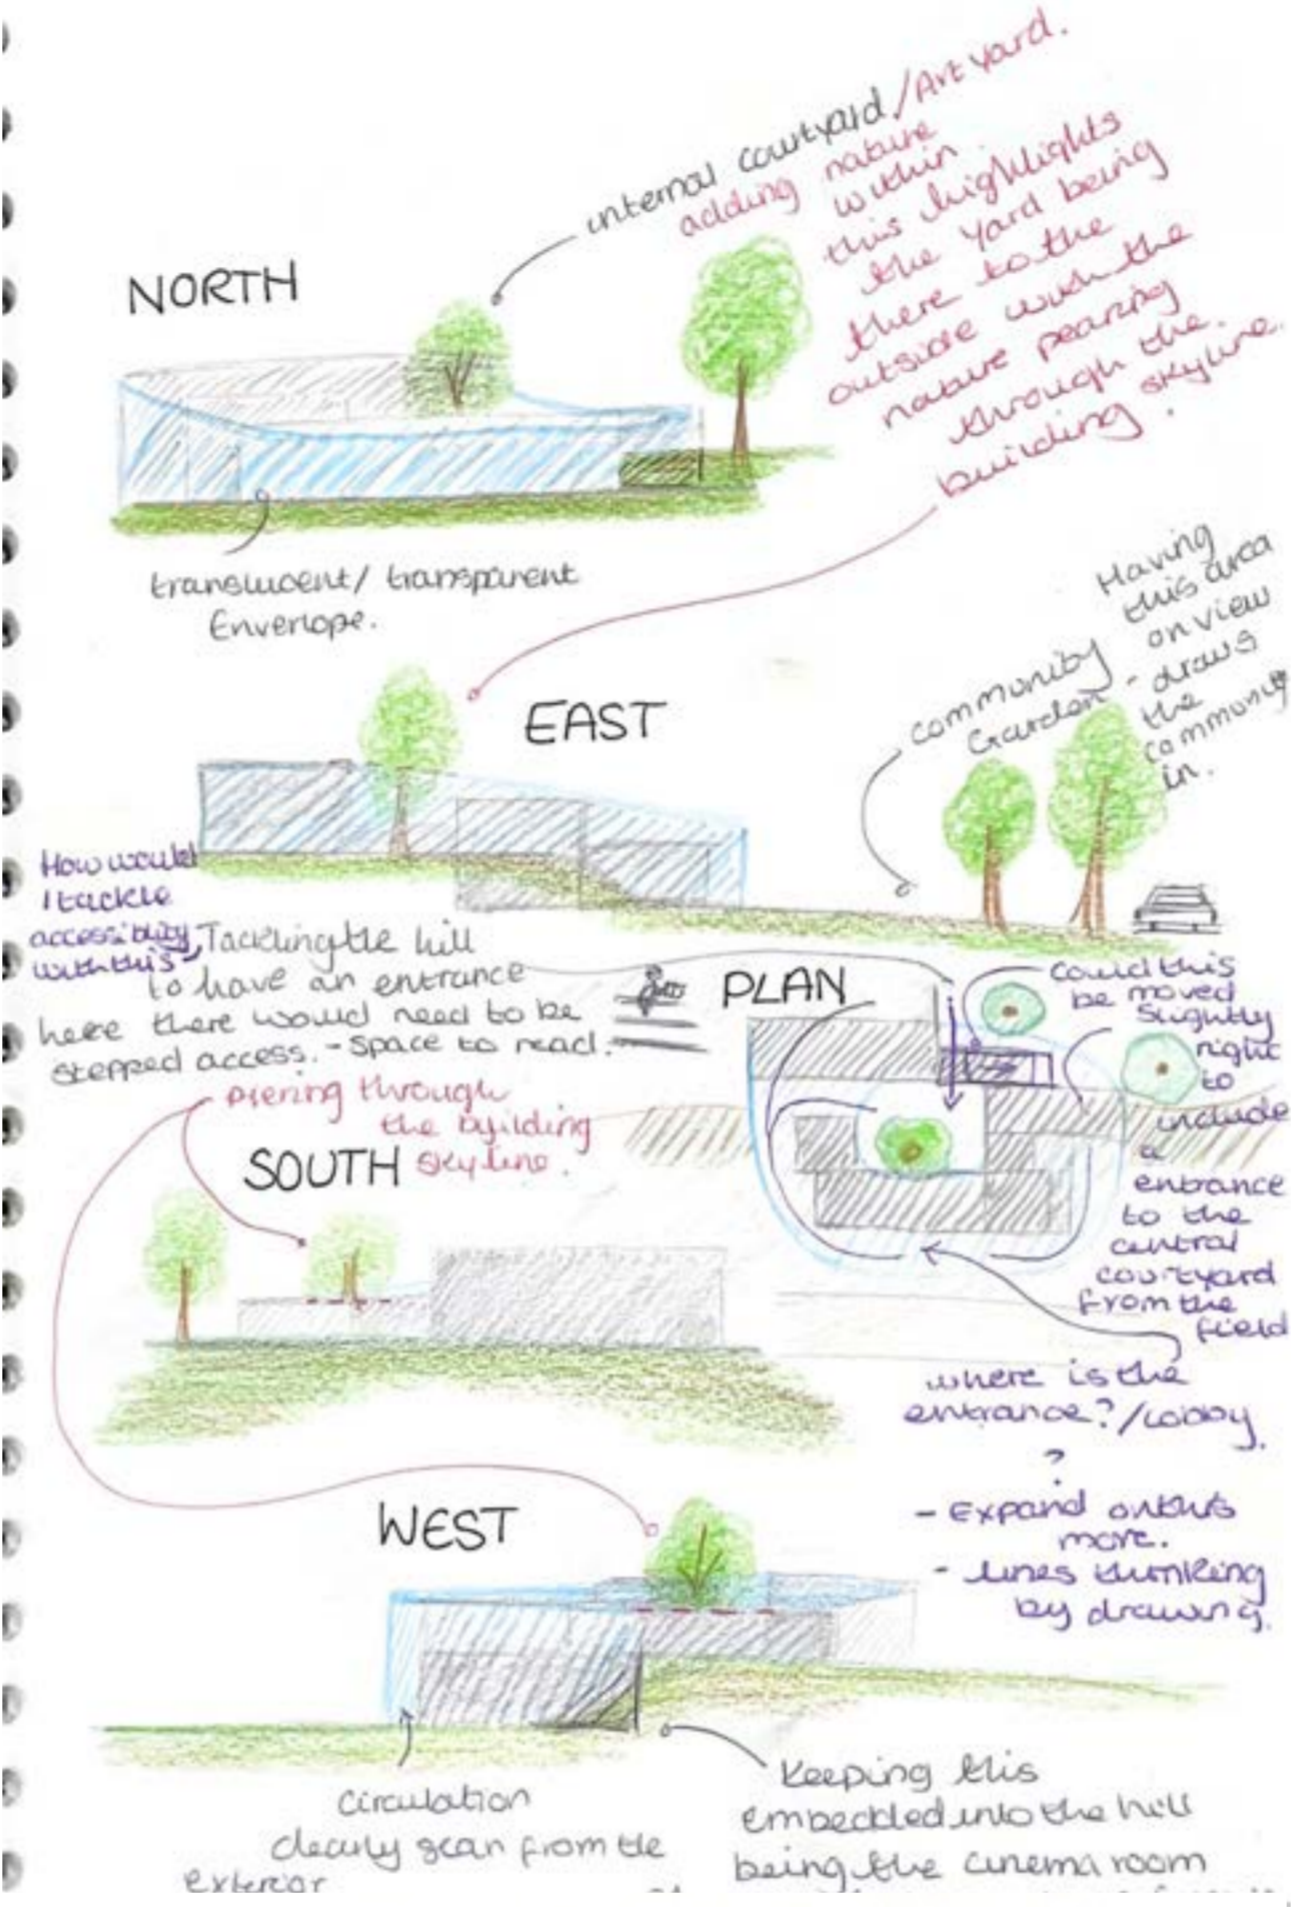 internal courtyard/Art yard.
adding nature
within.
this highlights
the yard being
there to the
outside with the
nature pearing
through the
building skyline.
NORTH
translucent/ transparent
Envelope.
EAST
Having
this area
on view
- draws
the
community
in.
community
Garden
How would
I tackle
accessiblity
with this
Tackling the hill
to have an entrance
here there would need to be
stepped access. - space to read.
PLAN
could this
be moved
slightly
right
to
include
a
entrance
to the
central
courtyard
from the
field
piering through
the building
skyline.
SOUTH
where is the
entrance?/Lobby.
?
- Expand on this
more.
- lines thinking
by drawing.
WEST
Circulation
clearly sean from the
exterior
Keeping this
embedded into the hill
being the cinema room